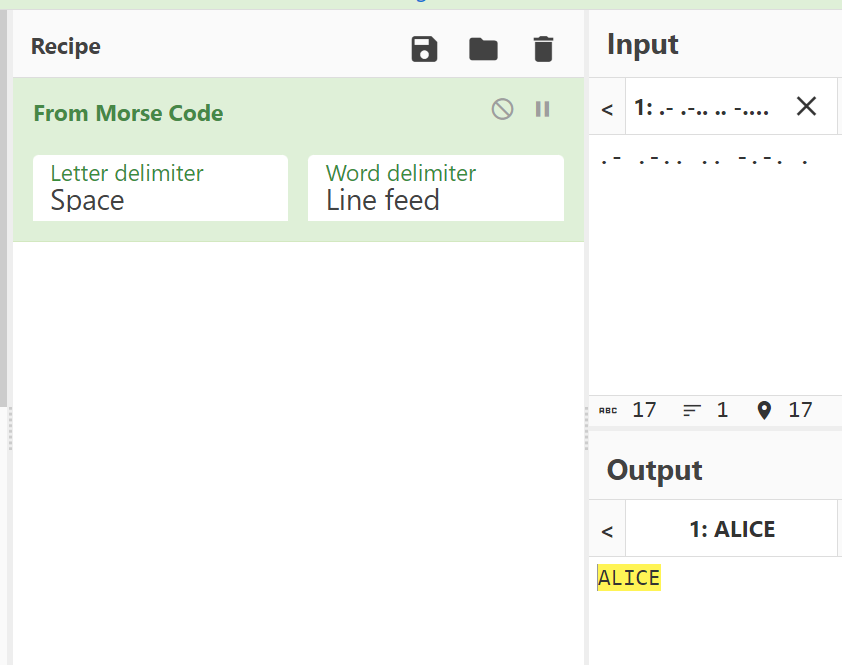 Recipe
From Morse Code
Letter delimiter
Space
Word delimiter
Line feed
Input
< 1: .- .-.. .. -.... ×
.- .-.. .. -.-. .
ABC 17 1 17
Output
< 1: ALICE
ALICE